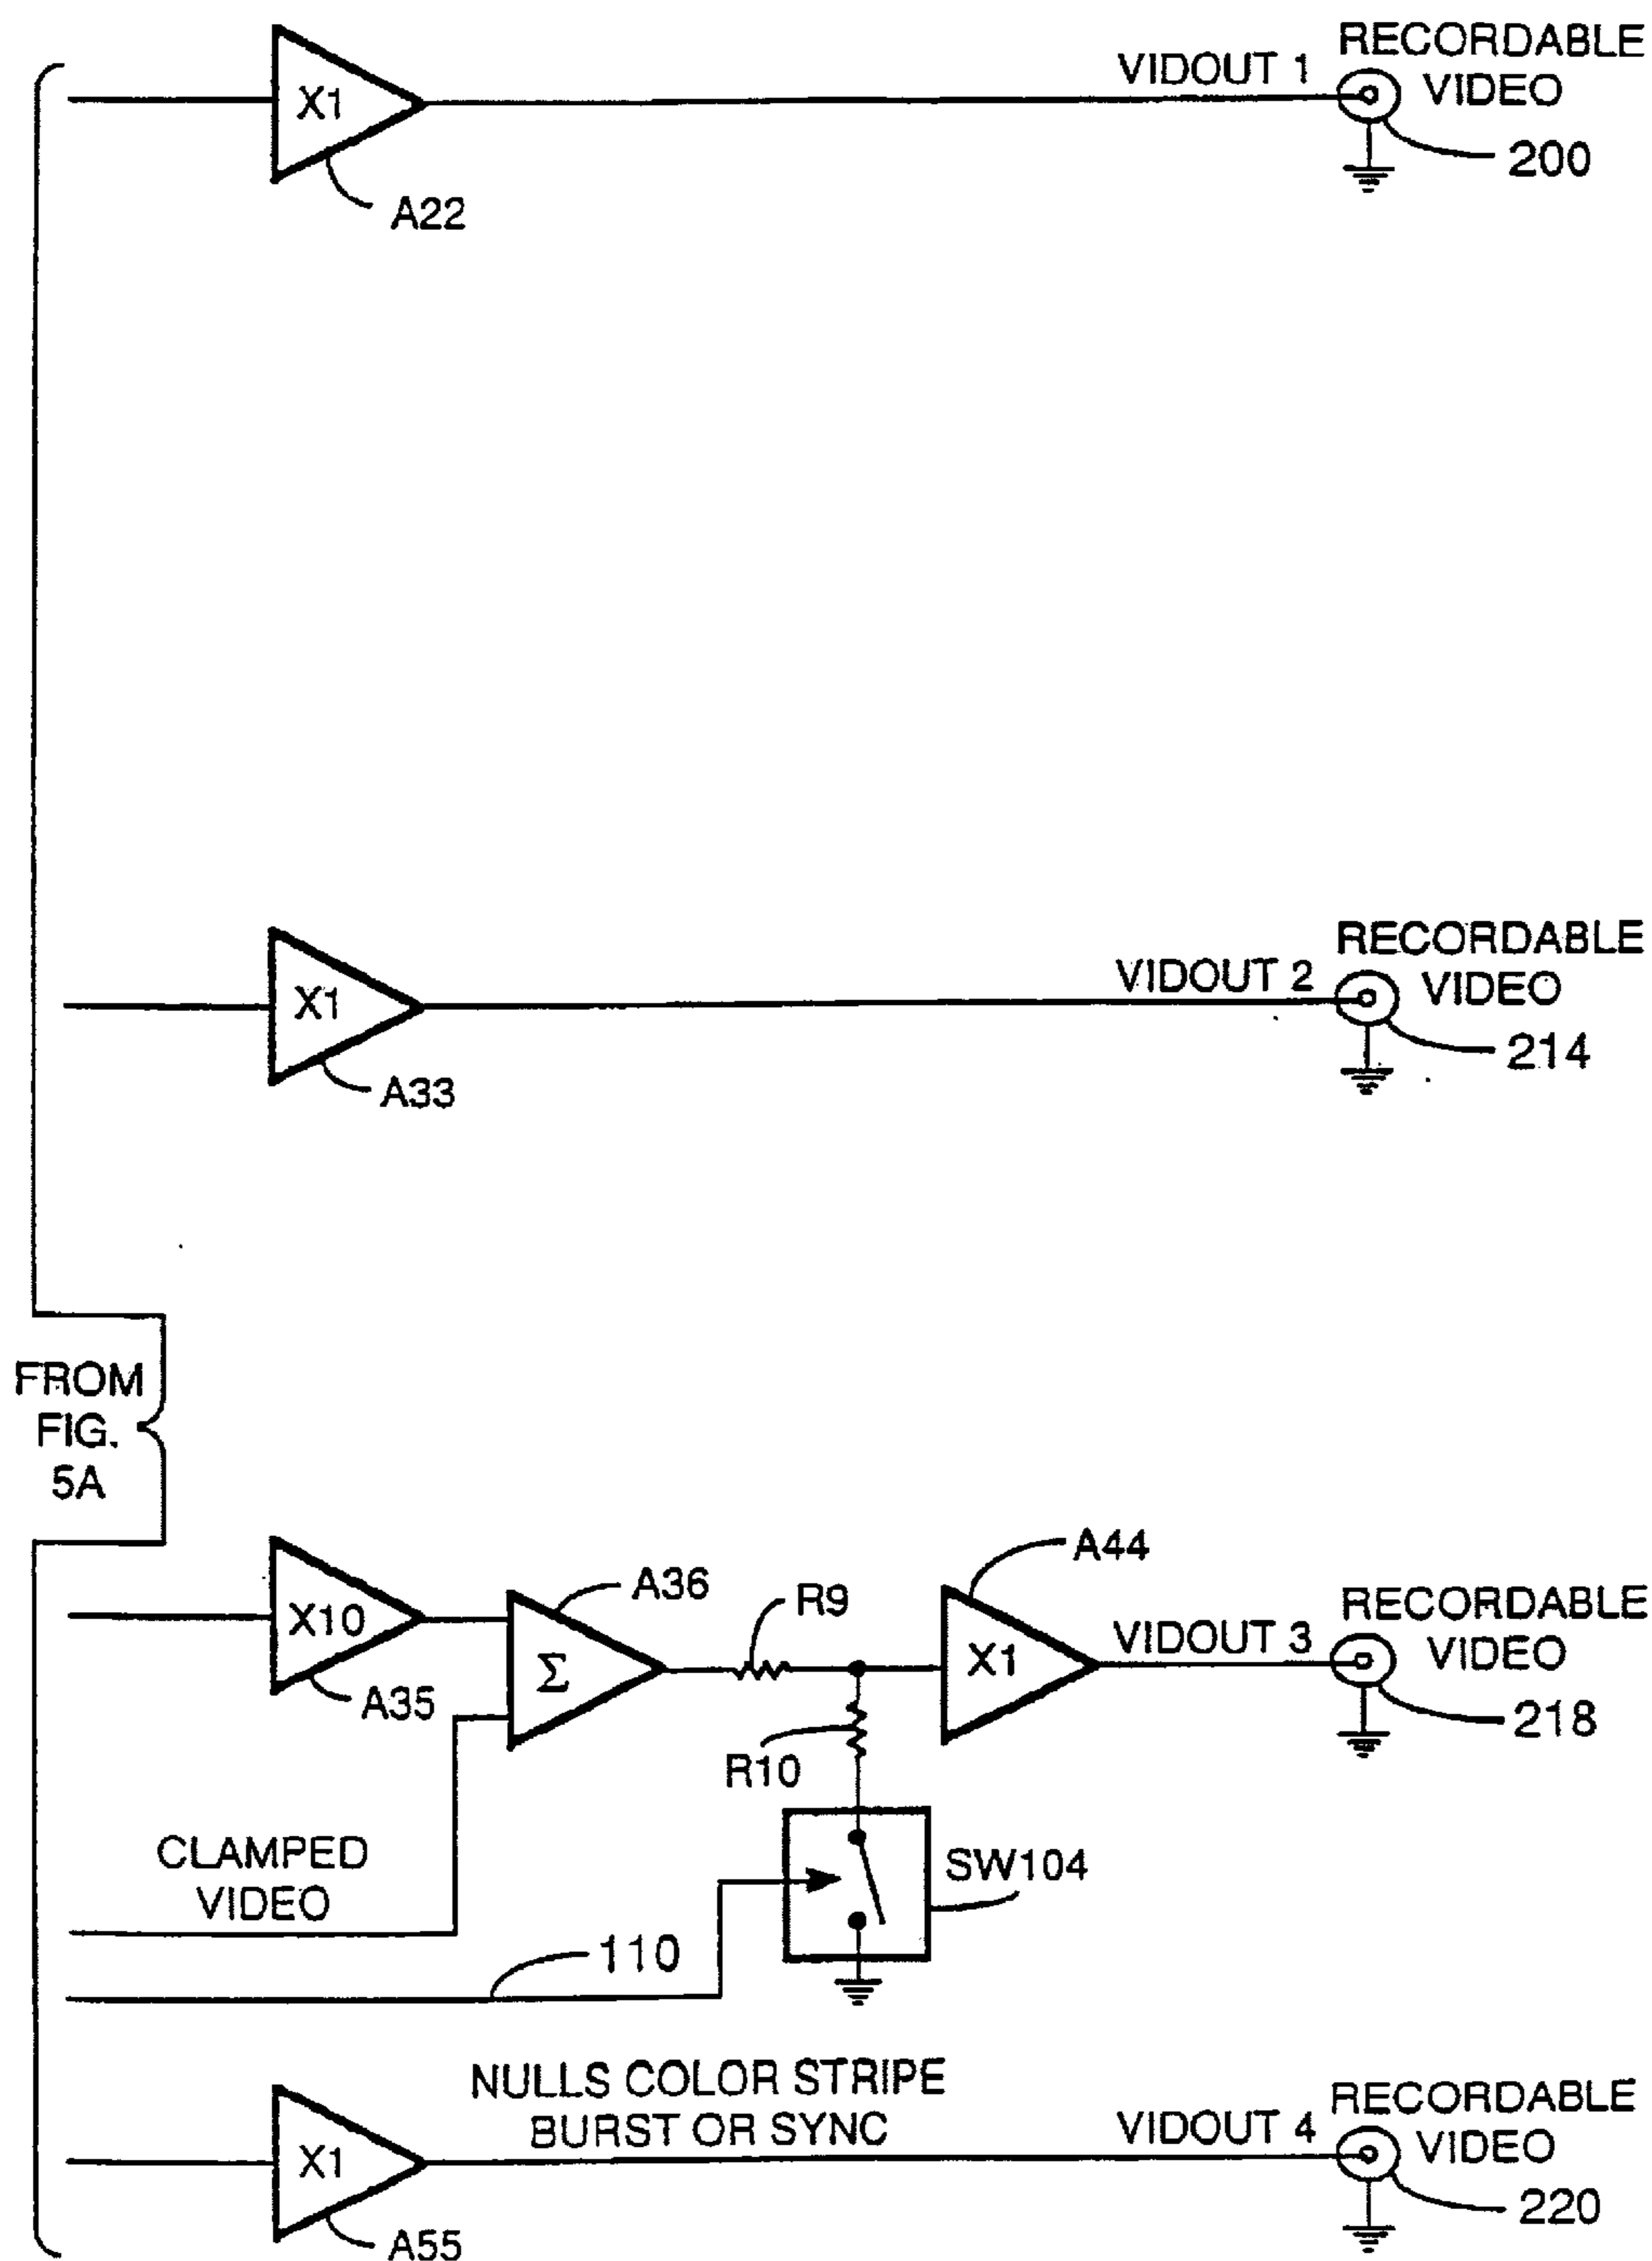 RECORDABLE
VIDEO
VIDOUT 1
X1
200
A22
RECORDABLE
VIDEO
VIDOUT 2
X1
214
A33
FROM
FIG.
5A
X10
A35
A36
Σ
R9
A44
X1
VIDOUT 3
RECORDABLE
VIDEO
218
R10
CLAMPED
VIDEO
SW104
110
NULLS COLOR STRIPE
BURST OR SYNC
X1
A55
VIDOUT 4
RECORDABLE
VIDEO
220